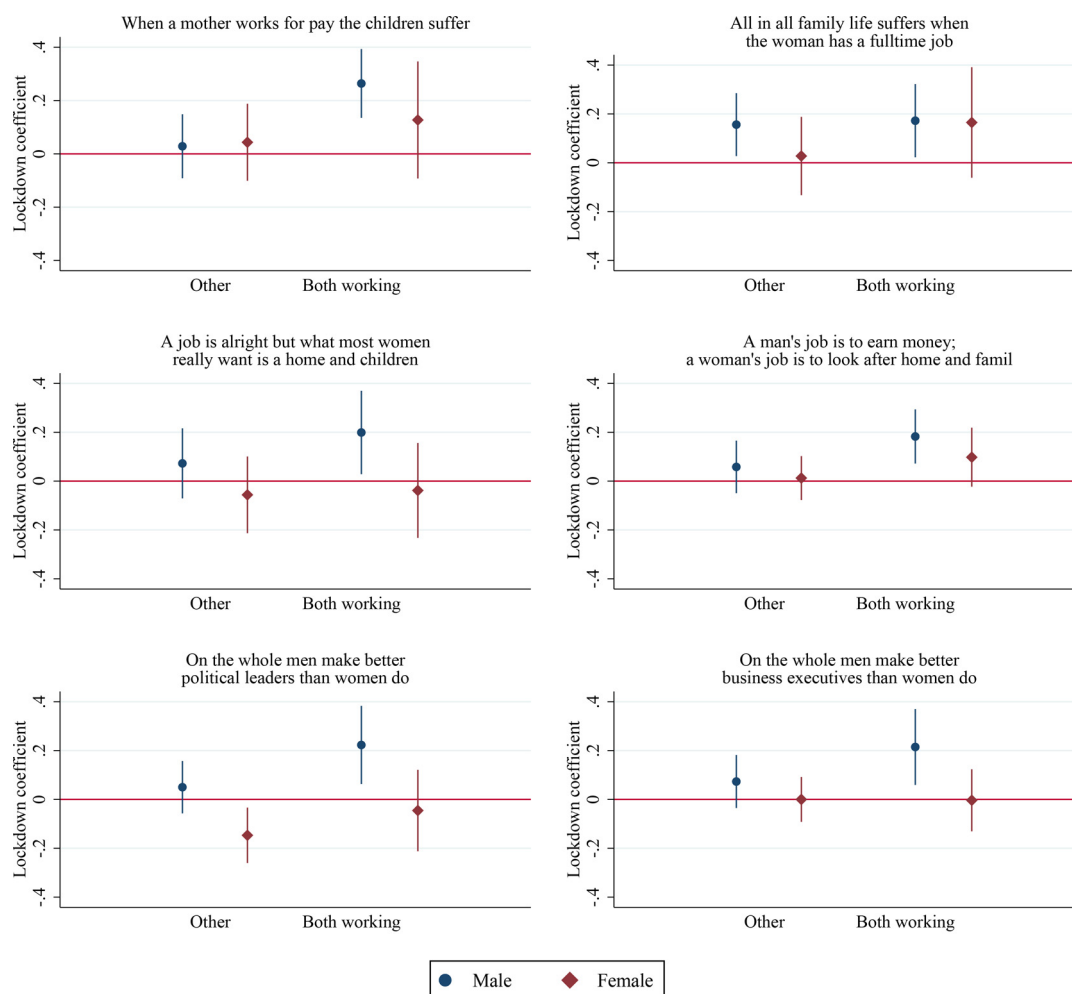 When a mother works for pay the children suffer
Lockdown coefficient
.4
.2
0
-.2
-.4
Other
Both working
All in all family life suffers when
the woman has a fulltime job
Lockdown coefficient
.4
.2
0
-.2
-.4
Other
Both working
A job is alright but what most women
really want is a home and children
Lockdown coefficient
.4
.2
0
-.2
-.4
Other
Both working
A man's job is to earn money;
a woman's job is to look after home and famil
Lockdown coefficient
.4
.2
0
-.2
-.4
Other
Both working
On the whole men make better
political leaders than women do
Lockdown coefficient
.4
.2
0
-.2
-.4
Other
Both working
On the whole men make better
business executives than women do
Lockdown coefficient
.4
.2
0
-.2
-.4
Other
Both working
Male
Female